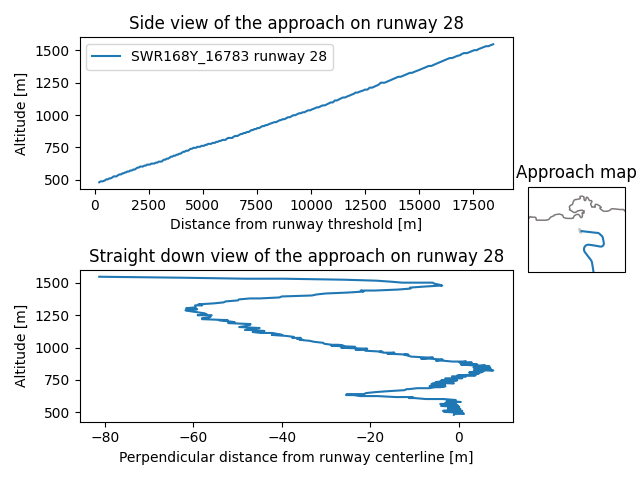 Side view of the approach on runway 28
1500
1250
1000
750
500
Altitude [m]
SWR168Y_16783 runway 28
0
2500
5000
7500
10000
12500
15000
17500
Distance from runway threshold [m]
Approach map
Straight down view of the approach on runway 28
1500
1250
1000
750
500
Altitude [m]
−80
−60
−40
−20
0
Perpendicular distance from runway centerline [m]